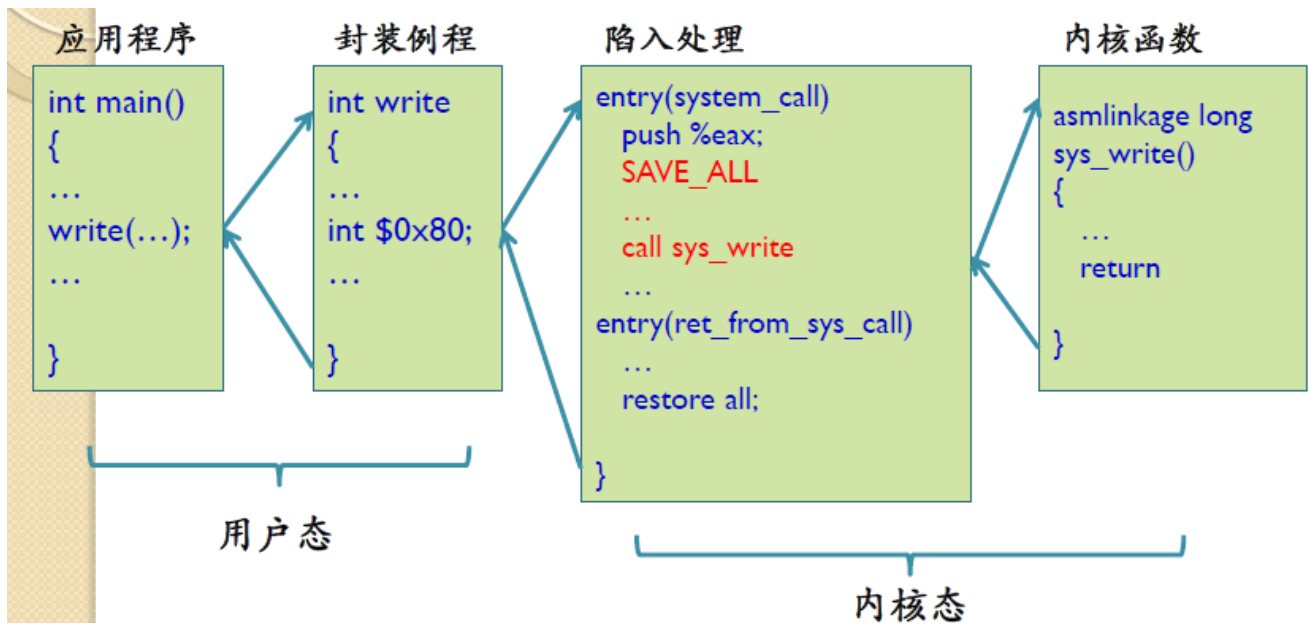 应用程序
int main()
{
…
write(…);
…
}
封装例程
int write
{
…
int $0x80;
…
}
陷入处理
entry(system_call)
push %eax;
SAVE_ALL
…
call sys_write
…
entry(ret_from_sys_call)
…
restore all;
}
内核函数
asmlinkage long
sys_write()
{
…
return
}
用户态
内核态